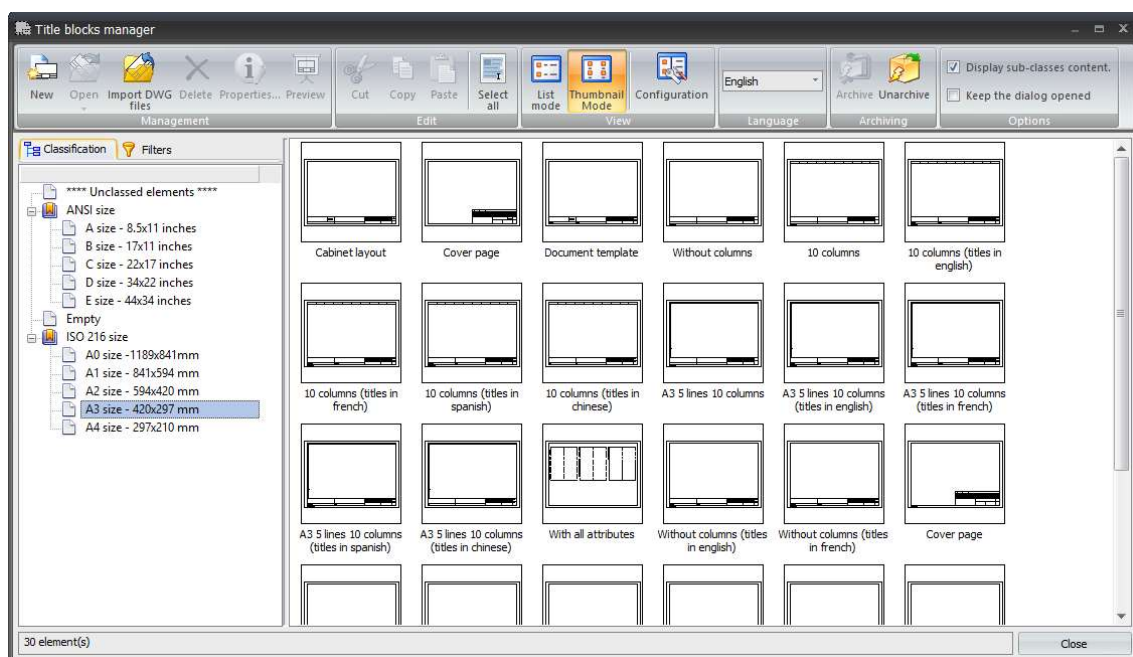 Title blocks manager
New Open Import DWG files Delete Properties... Preview
Management
Cut Copy Paste Select all
Edit
List mode Thumbnail Mode Configuration
View
English
Language
Archive Unarchive
Archiving
Display sub-classes content.
Keep the dialog opened
Options
Classification Filters
**** Unclassed elements ****
ANSI size
A size - 8.5x11 inches
B size - 17x11 inches
C size - 22x17 inches
D size - 34x22 inches
E size - 44x34 inches
Empty
ISO 216 size
A0 size -1189x841mm
A1 size - 841x594 mm
A2 size - 594x420 mm
A3 size - 420x297 mm
A4 size - 297x210 mm
Cabinet layout
Cover page
Document template
Without columns
10 columns
10 columns (titles in
english)
10 columns (titles in
french)
10 columns (titles in
spanish)
10 columns (titles in
chinese)
A3 5 lines 10 columns
A3 5 lines 10 columns
(titles in english)
A3 5 lines 10 columns
(titles in french)
A3 5 lines 10 columns
(titles in spanish)
A3 5 lines 10 columns
(titles in chinese)
With all attributes
Without columns (titles
in english)
Without columns (titles
in french)
Cover page
30 element(s)
Close